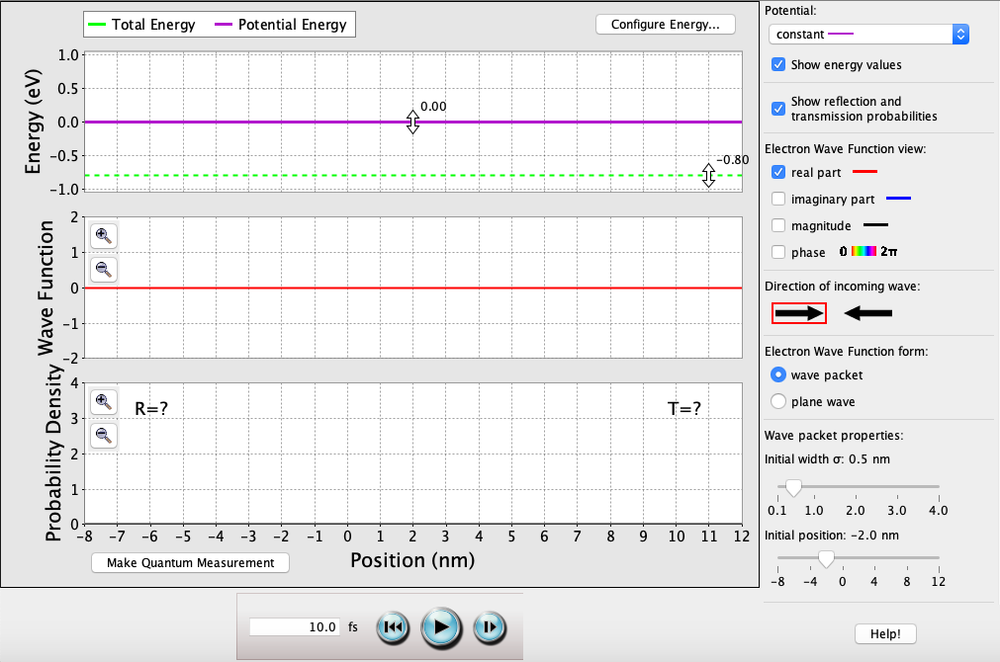 Total Energy
Potential Energy
Configure Energy...
Energy (eV)
1.0
0.5
0.0
−0.5
−1.0
0.00
−0.80
Wave Function
2
1
0
−1
−2
Probability Density
4
3
2
1
0
R=?
T=?
−8 −7 −6 −5 −4 −3 −2 −1 0 1 2 3 4 5 6 7 8 9 10 11 12
Position (nm)
Make Quantum Measurement
10.0 fs
Potential:
constant
Show energy values
Show reflection and
transmission probabilities
Electron Wave Function view:
real part
imaginary part
magnitude
phase 0 2π
Direction of incoming wave:
Electron Wave Function form:
wave packet
plane wave
Wave packet properties:
Initial width σ: 0.5 nm
0.1 1.0 2.0 3.0 4.0
Initial position: −2.0 nm
-8 -4 0 4 8 12
Help!